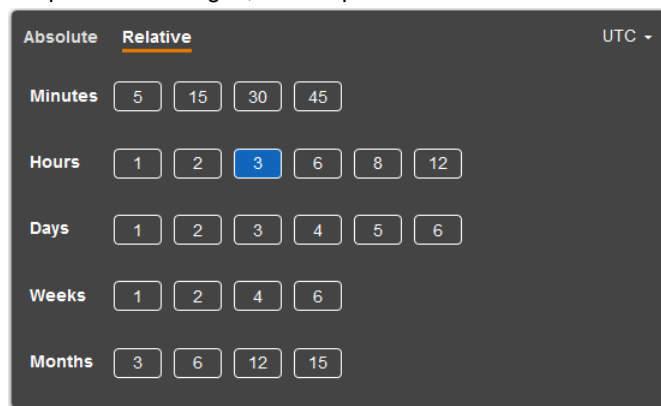 Absolute Relative UTC
Minutes 5 15 30 45
Hours 1 2 3 6 8 12
Days 1 2 3 4 5 6
Weeks 1 2 4 6
Months 3 6 12 15